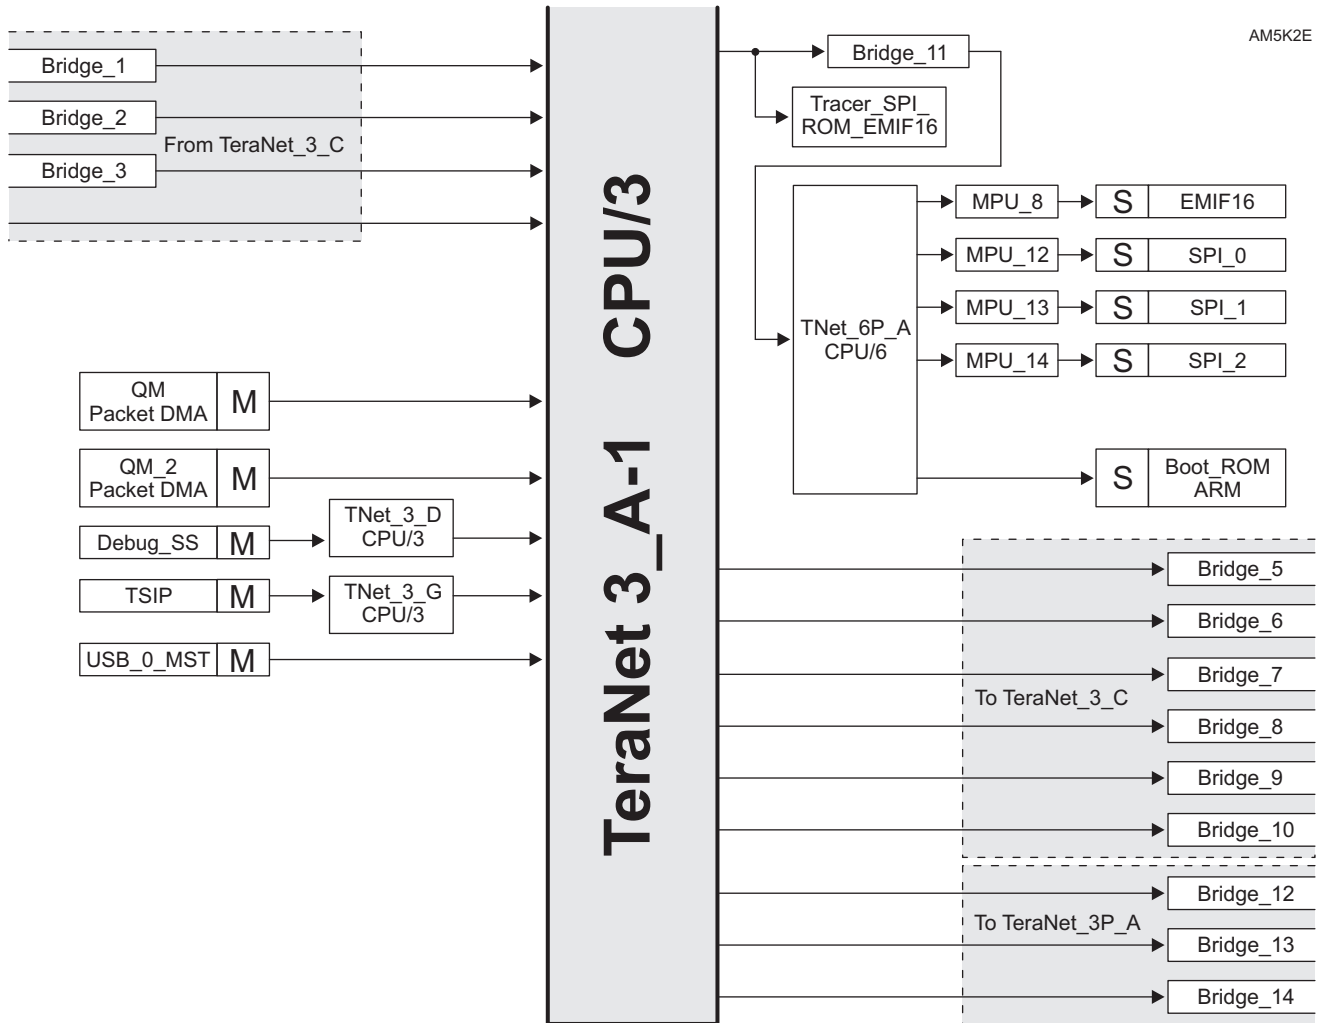 AM5K2E
Bridge_1
Bridge_2
From TeraNet_3_C
Bridge_3
QM
Packet DMA
M
QM_2
Packet DMA
M
Debug_SS
M
TNet_3_D
CPU/3
TSIP
M
TNet_3_G
CPU/3
USB_0_MST
M
TeraNet 3_A-1 CPU/3
Bridge_11
Tracer_SPI_
ROM_EMIF16
TNet_6P_A
CPU/6
MPU_8
S
EMIF16
MPU_12
S
SPI_0
MPU_13
S
SPI_1
MPU_14
S
SPI_2
S
Boot_ROM
ARM
Bridge_5
Bridge_6
Bridge_7
To TeraNet_3_C
Bridge_8
Bridge_9
Bridge_10
Bridge_12
To TeraNet_3P_A
Bridge_13
Bridge_14